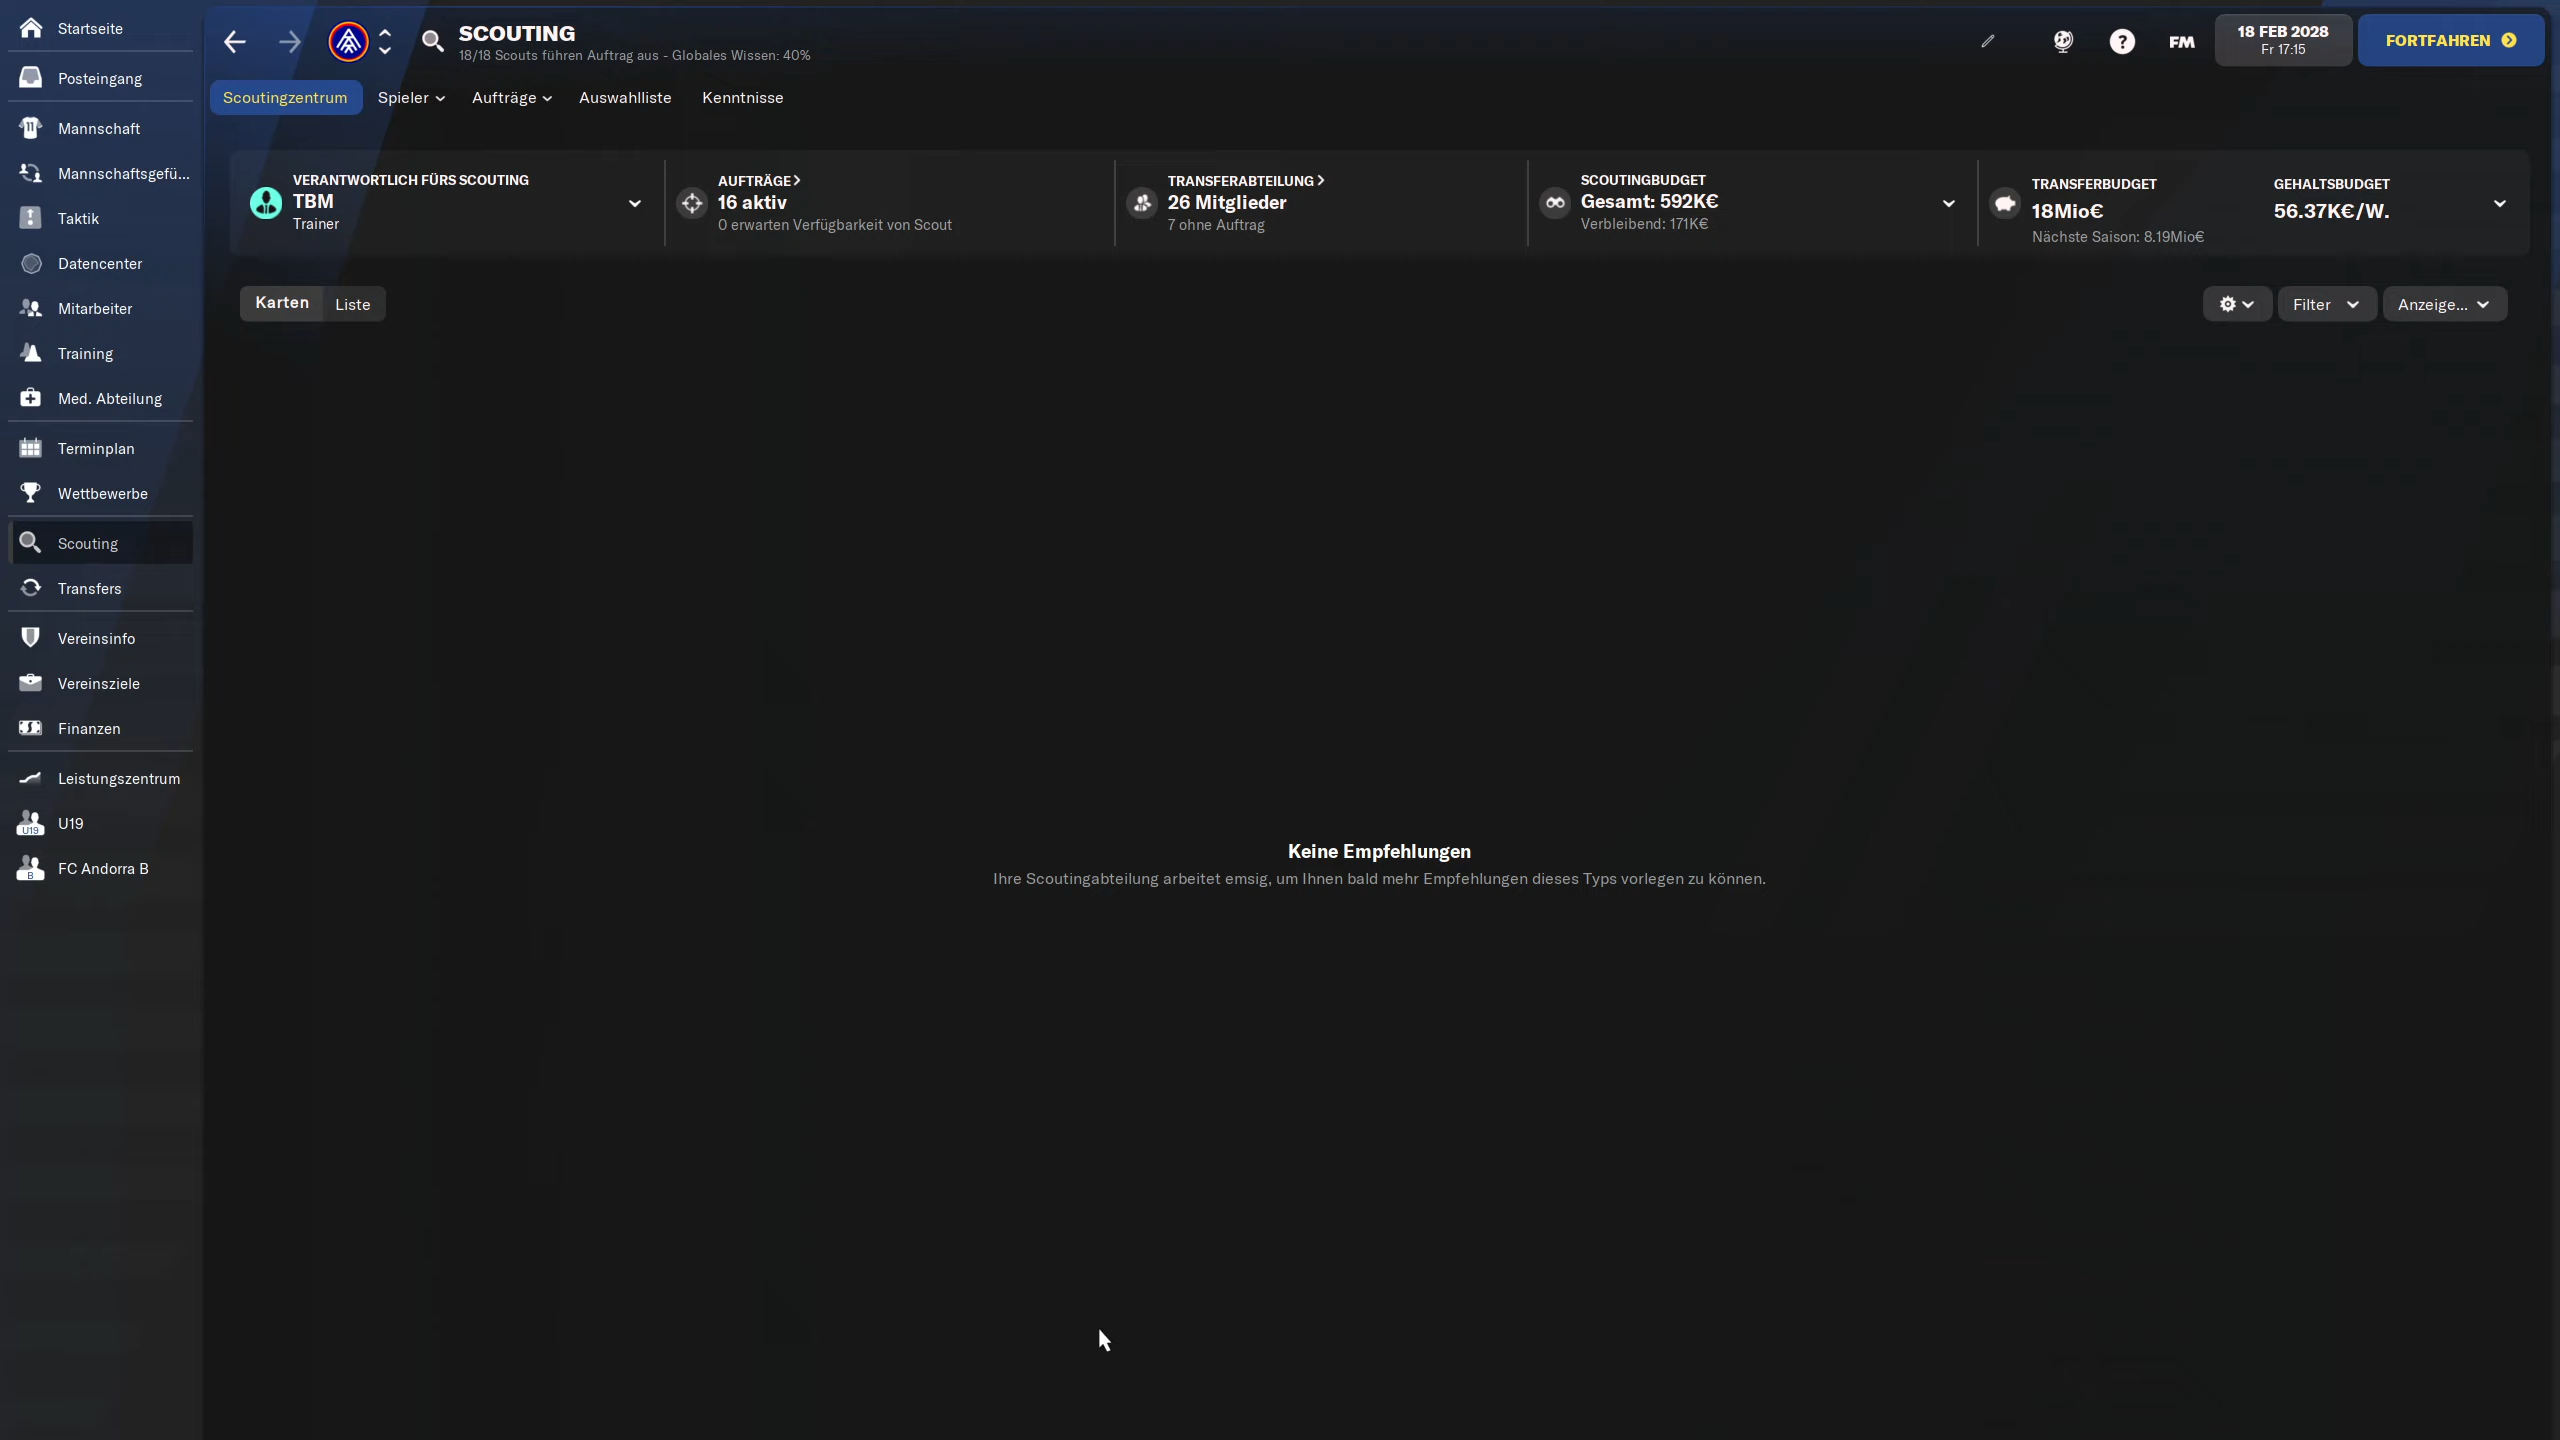 Startseite
Posteingang
Mannschaft
Mannschaftsgefü...
Taktik
Datencenter
Mitarbeiter
Training
Med. Abteilung
Terminplan
Wettbewerbe
Scouting
Transfers
Vereinsinfo
Vereinsziele
Finanzen
Leistungszentrum
U19
U19
B
FC Andorra B
SCOUTING
18/18 Scouts führen Auftrag aus - Globales Wissen: 40%
?
FM
18 FEB 2028
Fr 17:15
FORTFAHREN
Scoutingzentrum
Spieler
Aufträge
Auswahlliste
Kenntnisse
VERANTWORTLICH FÜRS SCOUTING
TBM
Trainer
AUFTRÄGE
16 aktiv
0 erwarten Verfügbarkeit von Scout
TRANSFERABTEILUNG
26 Mitglieder
7 ohne Auftrag
SCOUTINGBUDGET
Gesamt: 592K€
Verbleibend: 171K€
TRANSFERBUDGET
18Mio€
Nächste Saison: 8.19Mio€
GEHALTSBUDGET
56.37K€/W.
Karten
Liste
Filter
Anzeige...
Keine Empfehlungen
Ihre Scoutingabteilung arbeitet emsig, um Ihnen bald mehr Empfehlungen dieses Typs vorlegen zu können.